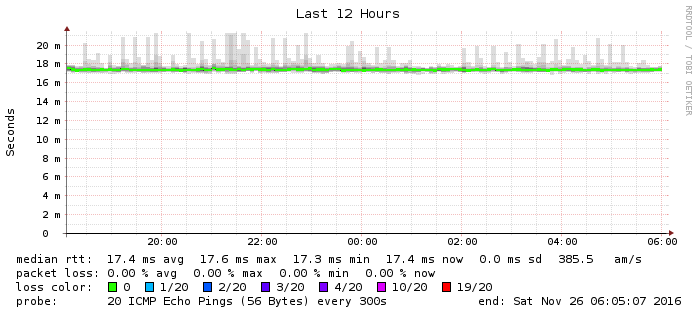 Last 12 Hours
RRDTOOL / TOBI OETIKER
Seconds
20 m
18 m
16 m
14 m
12 m
10 m
8 m
6 m
4 m
2 m
0
20:00 22:00 00:00 02:00 04:00 06:00
median rtt: 17.4 ms avg 17.6 ms max 17.3 ms min 17.4 ms now 0.0 ms sd 385.5 am/s
packet loss: 0.00 % avg 0.00 % max 0.00 % min 0.00 % now
loss color: 0 1/20 2/20 3/20 4/20 10/20 19/20
probe: 20 ICMP Echo Pings (56 Bytes) every 300s end: Sat Nov 26 06:05:07 2016